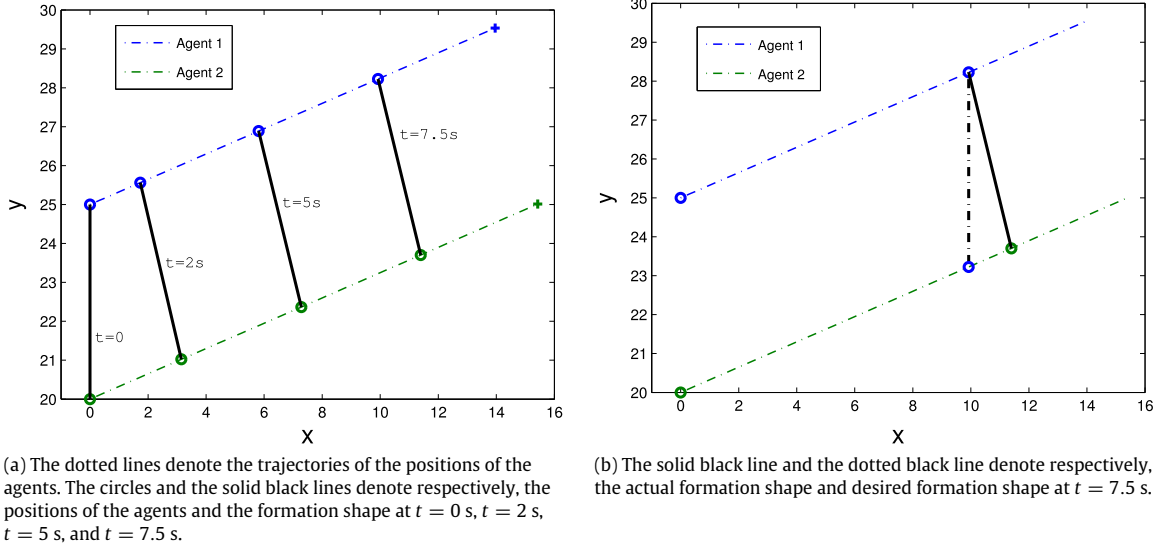 30
29
28
27
26
25
24
23
22
21
20
y
0 2 4 6 8 10 12 14 16
x
Agent 1
Agent 2
t=0
t=2s
t=5s
t=7.5s
(a) The dotted lines denote the trajectories of the positions of the
agents. The circles and the solid black lines denote respectively, the
positions of the agents and the formation shape at t = 0 s, t = 2 s,
t = 5 s, and t = 7.5 s.
30
29
28
27
26
25
24
23
22
21
20
y
0 2 4 6 8 10 12 14 16
x
Agent 1
Agent 2
(b) The solid black line and the dotted black line denote respectively,
the actual formation shape and desired formation shape at t = 7.5 s.